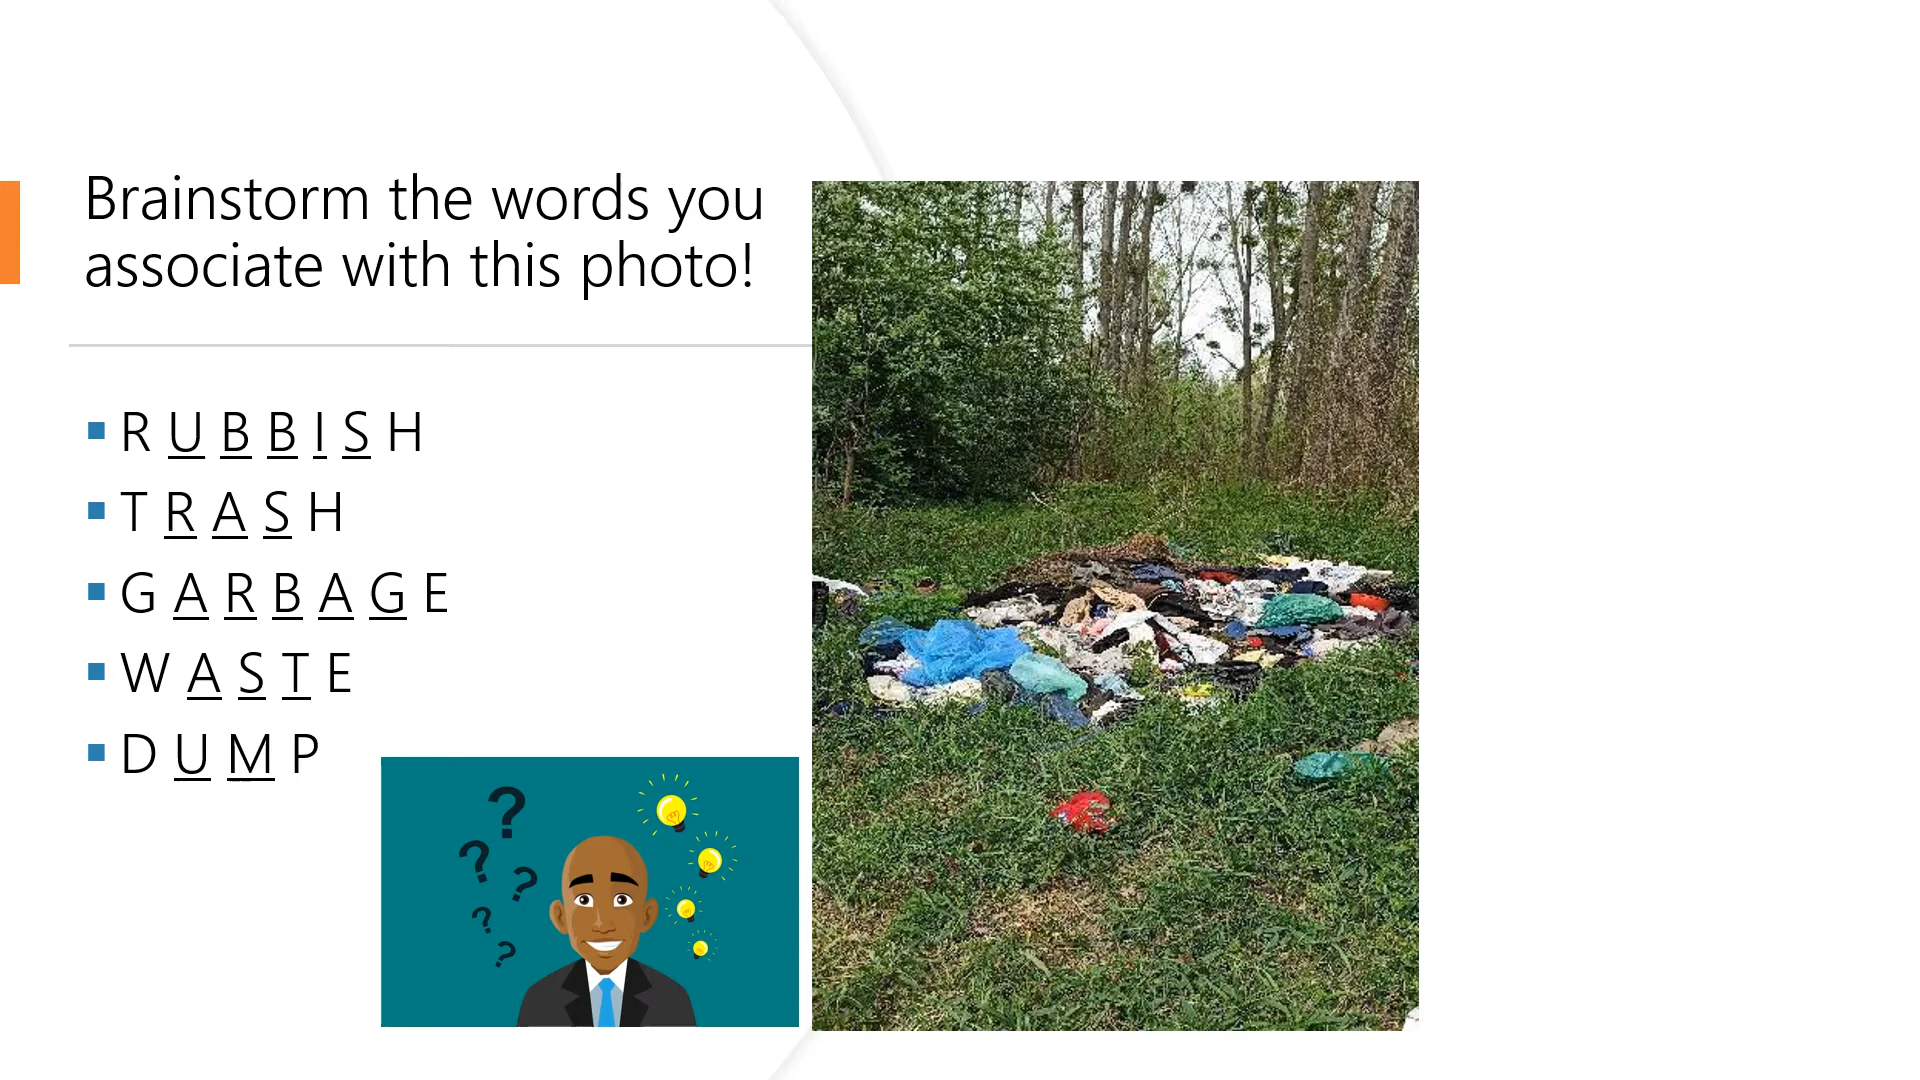 Brainstorm the words you
associate with this photo!
R U B B I S H
T R A S H
G A R B A G E
W A S T E
D U M P
? 
?
?
?
?